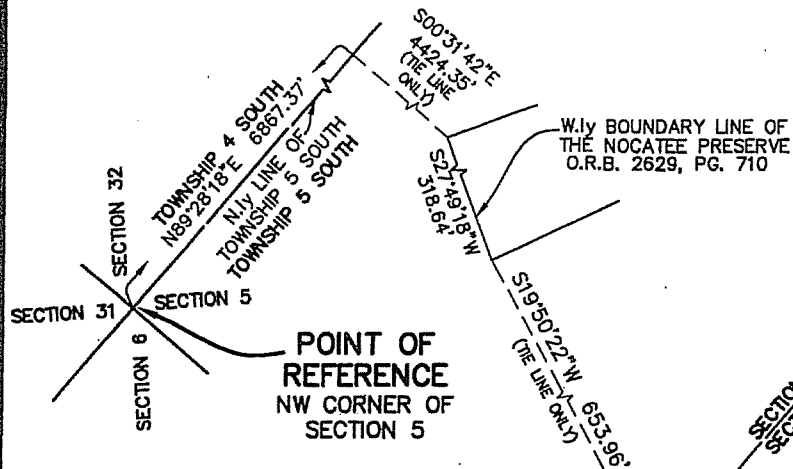 S00°31'42"E
4424.35'
(TIE LINE
ONLY)
TOWNSHIP 4 SOUTH
N89°28'18"E 6867.37'
N.ly LINE OF
TOWNSHIP 5 SOUTH
TOWNSHIP 5 SOUTH
W.ly BOUNDARY LINE OF
THE NOCATEE PRESERVE
O.R.B. 2629, PG. 710
S27°49'18"W
318.64'
SECTION 32
SECTION 31
SECTION 5
SECTION 6
POINT OF
REFERENCE
NW CORNER OF
SECTION 5
S19°50'22"W 653.96'
(TIE LINE ONLY)